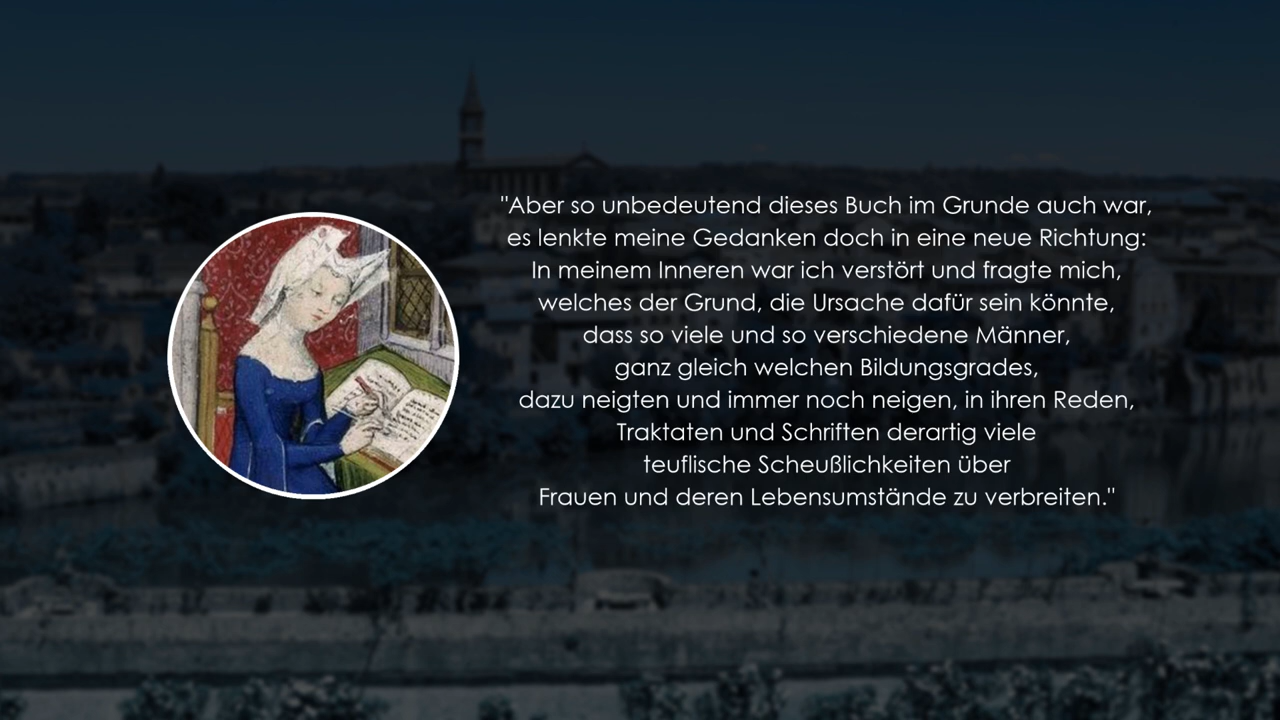 "Aber so unbedeutend dieses Buch im Grunde auch war,
es lenkte meine Gedanken doch in eine neue Richtung:
In meinem Inneren war ich verstört und fragte mich,
welches der Grund, die Ursache dafür sein könnte,
dass so viele und so verschiedene Männer,
ganz gleich welchen Bildungsgrades,
dazu neigten und immer noch neigen, in ihren Reden,
Traktaten und Schriften derartig viele
teuflische Scheußlichkeiten über
Frauen und deren Lebensumstände zu verbreiten."